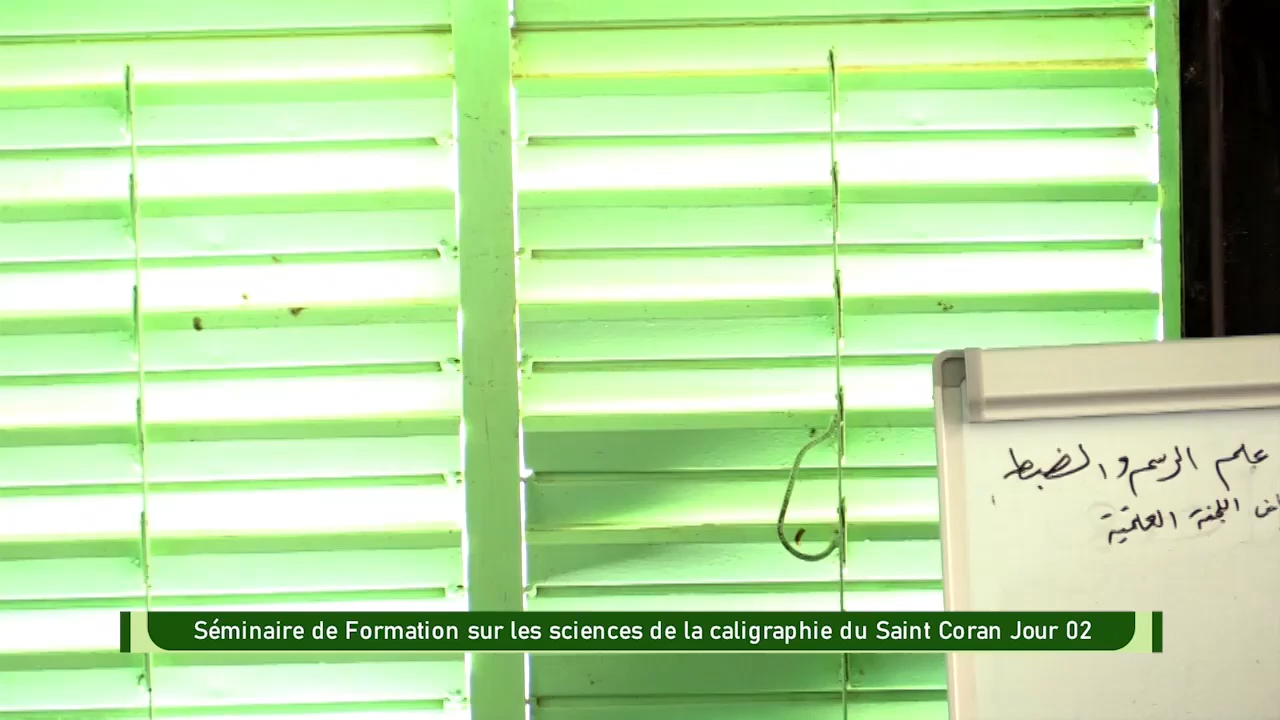 علم الرسم والضبط
اللجنة العلمية
Séminaire de Formation sur les sciences de la caligraphie du Saint Coran Jour 02